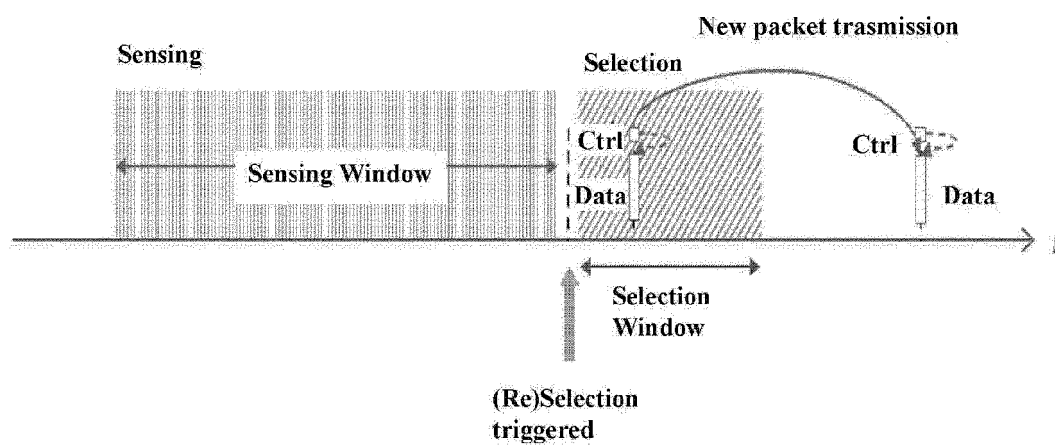 New packet trasmission
Sensing
Selection
Ctrl
Ctrl
Sensing Window
Data
Data
Selection
Window
(Re)Selection
triggered